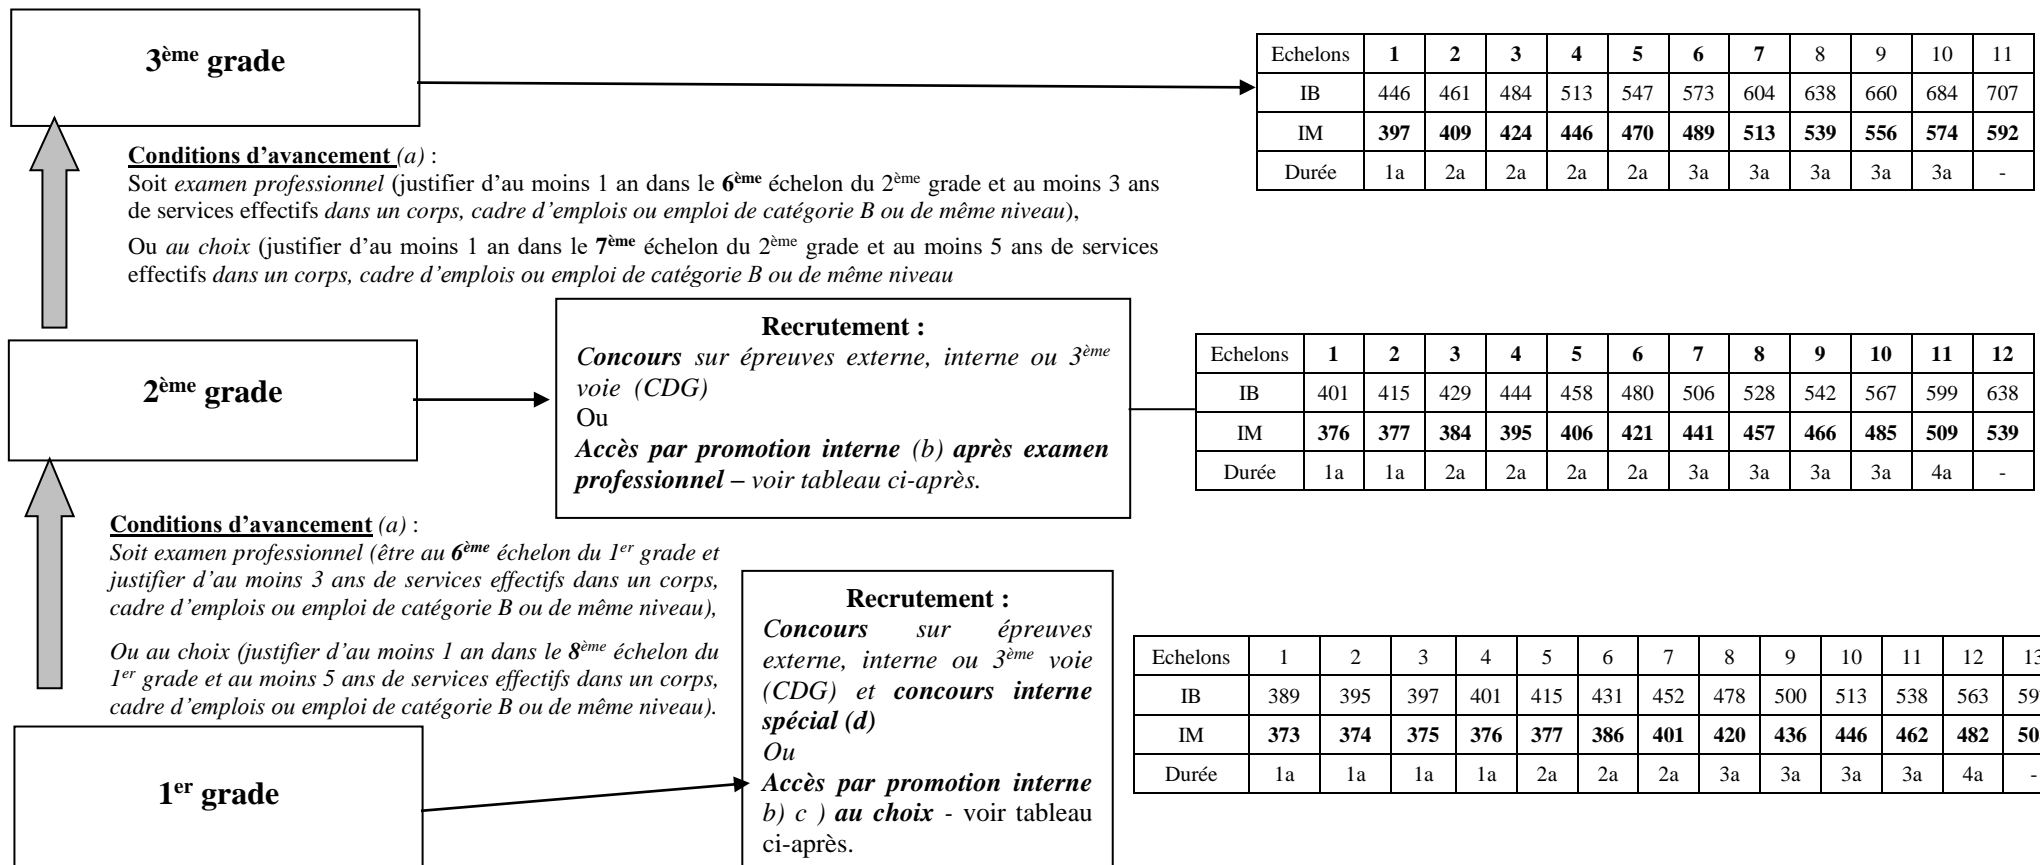 3ème grade
Echelons 1 2 3 4 5 6 7 8 9 10 11
IB 446 461 484 513 547 573 604 638 660 684 707
IM 397 409 424 446 470 489 513 539 556 574 592
Durée 1a 2a 2a 2a 2a 3a 3a 3a 3a 3a -
Conditions d'avancement (a) :
Soit examen professionnel (justifier d'au moins 1 an dans le 6ème échelon du 2ème grade et au moins 3 ans
de services effectifs dans un corps, cadre d'emplois ou emploi de catégorie B ou de même niveau),
Ou au choix (justifier d'au moins 1 an dans le 7ème échelon du 2ème grade et au moins 5 ans de services
effectifs dans un corps, cadre d'emplois ou emploi de catégorie B ou de même niveau
2ème grade
Recrutement :
Concours sur épreuves externe, interne ou 3ème
voie (CDG)
Ou
Accès par promotion interne (b) après examen
professionnel – voir tableau ci-après.
Echelons 1 2 3 4 5 6 7 8 9 10 11 12
IB 401 415 429 444 458 480 506 528 542 567 599 638
IM 376 377 384 395 406 421 441 457 466 485 509 539
Durée 1a 1a 2a 2a 2a 2a 3a 3a 3a 3a 4a -
Conditions d'avancement (a) :
Soit examen professionnel (être au 6ème échelon du 1er grade et
justifier d'au moins 3 ans de services effectifs dans un corps,
cadre d'emplois ou emploi de catégorie B ou de même niveau),
Ou au choix (justifier d'au moins 1 an dans le 8ème échelon du
1er grade et au moins 5 ans de services effectifs dans un corps,
cadre d'emplois ou emploi de catégorie B ou de même niveau).
1er grade
Recrutement :
Concours sur épreuves
externe, interne ou 3ème voie
(CDG) et concours interne
spécial (d)
Ou
Accès par promotion interne
b) c ) au choix - voir tableau
ci-après.
Echelons 1 2 3 4 5 6 7 8 9 10 11 12 13
IB 389 395 397 401 415 431 452 478 500 513 538 563
IM 373 374 375 376 377 386 401 420 436 446 462 482
Durée 1a 1a 1a 1a 2a 2a 2a 3a 3a 3a 3a 4a -